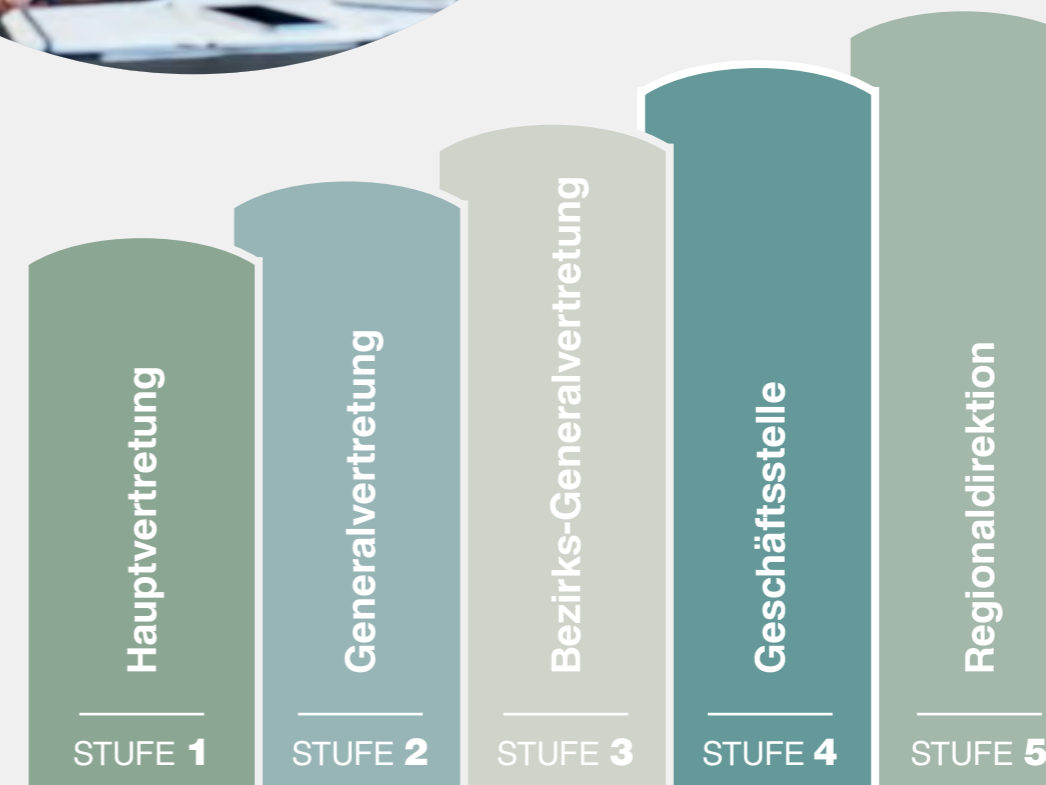 Hauptvertretung
STUFE 1
Generalvertretung
STUFE 2
Bezirks-Generalvertretung
STUFE 3
Geschäftsstelle
STUFE 4
Regionaldirektion
STUFE 5